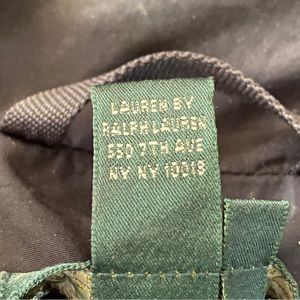 LAUREN BY
RALPH LAUREN
550 7TH AVE
NY NY 10018